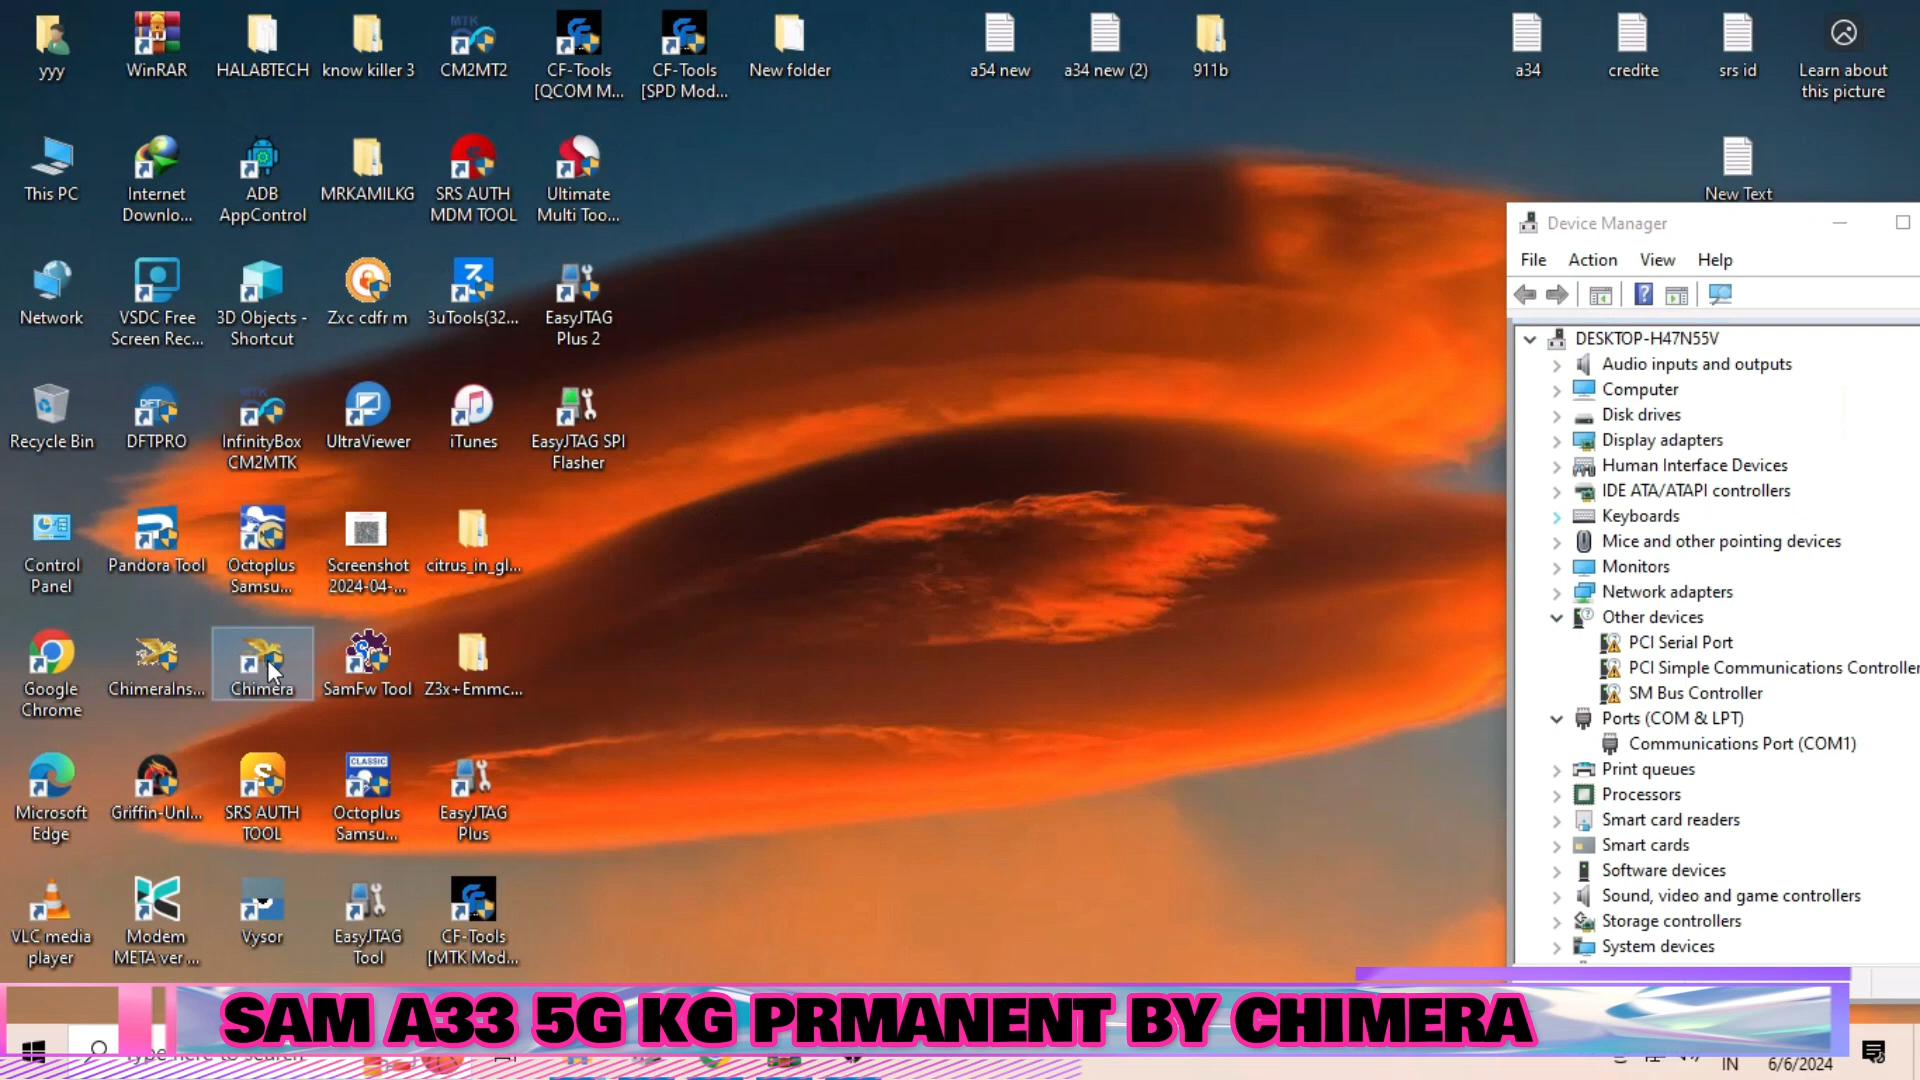 yyy
WinRAR
HALABTECH
know killer 3
CM2MT2
CF-Tools
[QCOM M...
CF-Tools
[SPD Mod...
New folder
a54 new
a34 new (2)
911b
a34
credite
srs id
Learn about
this picture
This PC
Internet
Downlo...
ADB
AppControl
MRKAMILKG
SRS AUTH
MDM TOOL
Ultimate
Multi Too...
New Text
Network
VSDC Free
Screen Rec...
3D Objects -
Shortcut
Zxc cdfr m
3uTools(32...
EasyJTAG
Plus 2
Recycle Bin
DFTPRO
InfinityBox
CM2MTK
UltraViewer
iTunes
EasyJTAG SPI
Flasher
Control
Panel
Pandora Tool
Octoplus
Samsu...
Screenshot
2024-04-...
citrus_in_gl...
Google
Chrome
ChimeraIns...
Chimera
SamFw Tool
Z3x+Emmc...
Microsoft
Edge
Griffin-Unl...
SRS AUTH
TOOL
CLASSIC
Octoplus
Samsu...
EasyJTAG
Plus
VLC media
player
Modem
META ver ...
Vysor
EasyJTAG
Tool
CF-Tools
[MTK Mod...
Device Manager
File Action View Help
DESKTOP-H47N55V
Audio inputs and outputs
Computer
Disk drives
Display adapters
Human Interface Devices
IDE ATA/ATAPI controllers
Keyboards
Mice and other pointing devices
Monitors
Network adapters
Other devices
PCI Serial Port
PCI Simple Communications Controller
SM Bus Controller
Ports (COM & LPT)
Communications Port (COM1)
Print queues
Processors
Smart card readers
Smart cards
Software devices
Sound, video and game controllers
Storage controllers
System devices
SAM A33 5G KG PRMANENT BY CHIMERA
Type here to search
IN
6/6/2024